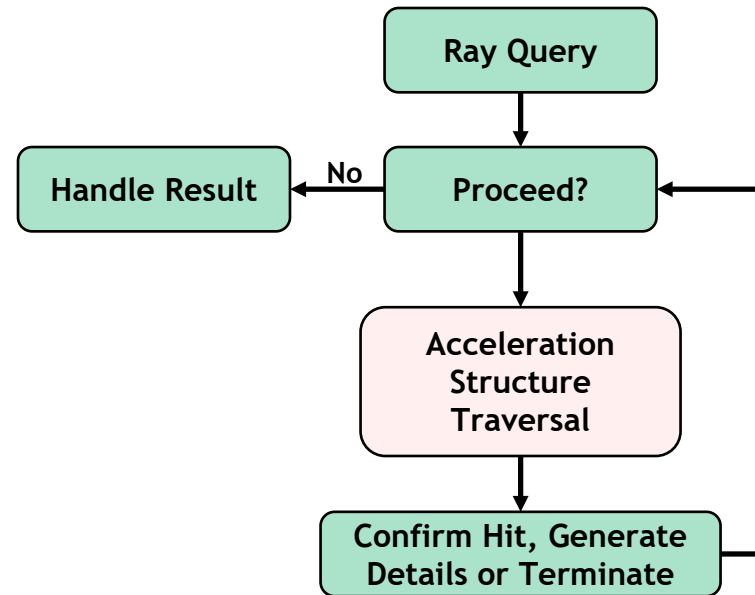 Ray Query
No
Handle Result
Proceed?
Acceleration
Structure
Traversal
Confirm Hit, Generate
Details or Terminate